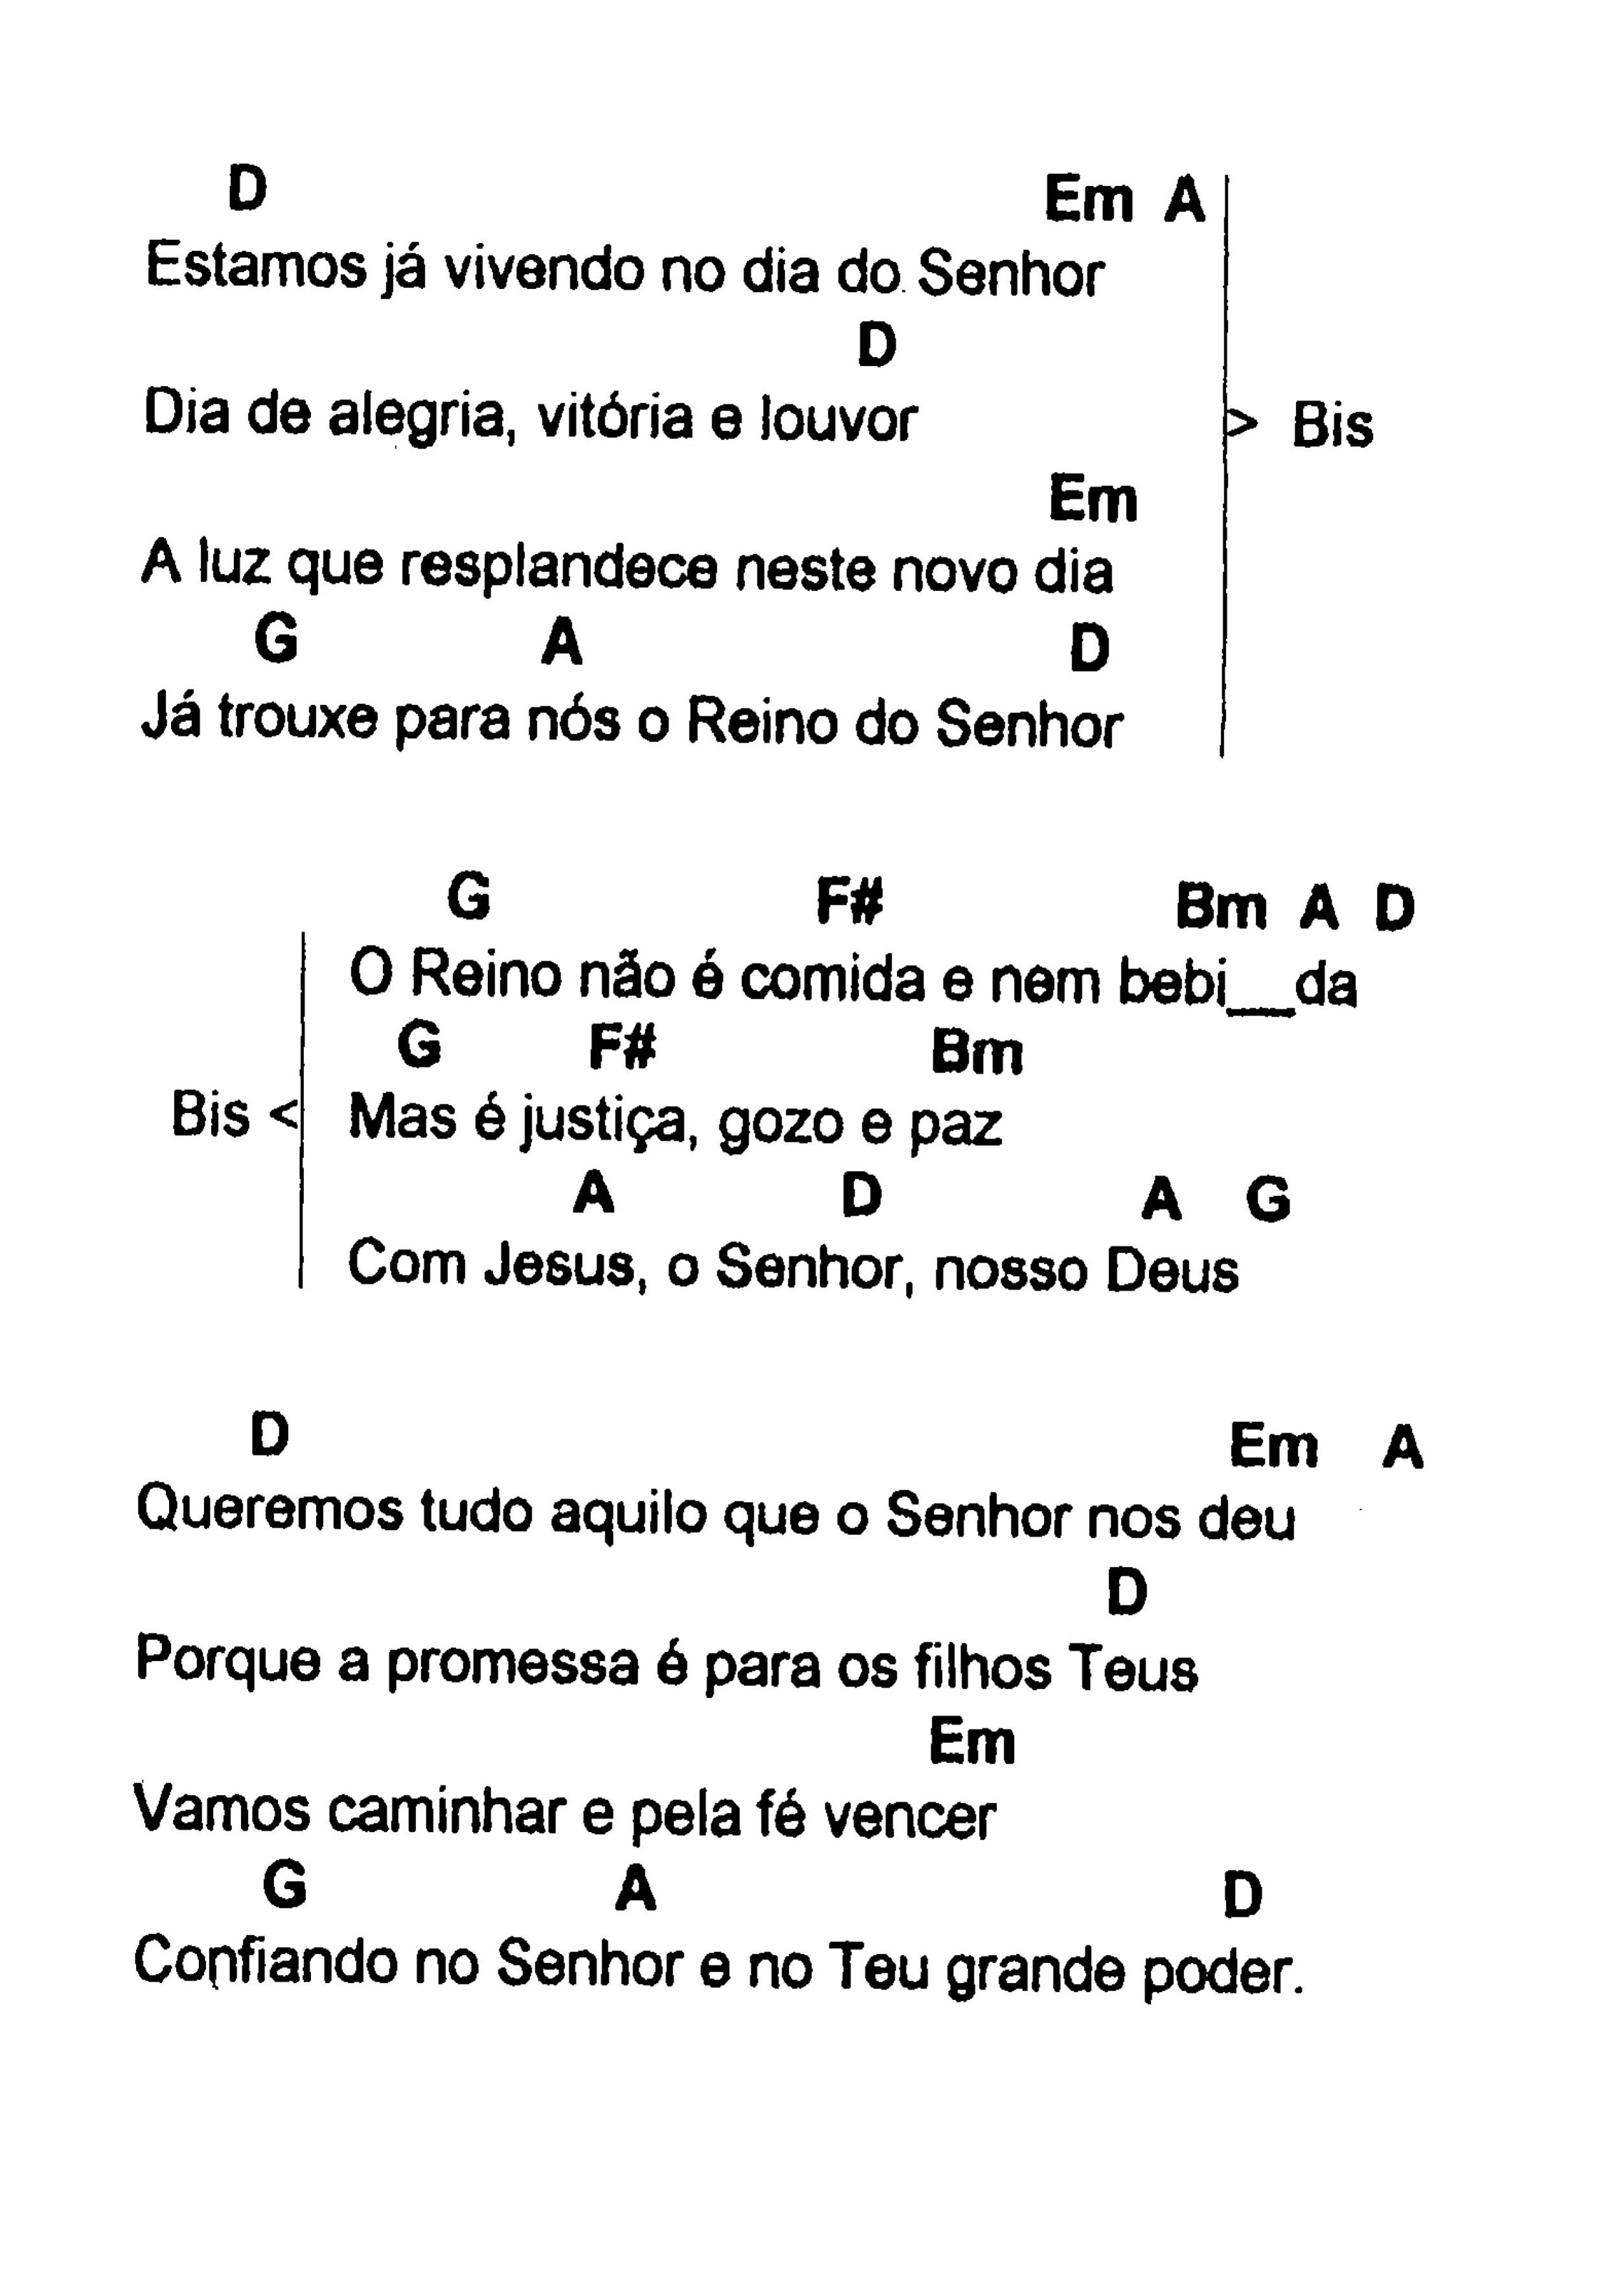 D Em A
Estamos já vivendo no dia do Senhor
D
Dia de alegria, vitória e louvor > Bis
Em
A luz que resplandece neste novo dia
G A D
Já trouxe para nós o Reino do Senhor
G F# Bm A D
O Reino não é comida e nem bebi__da
G F# Bm
Bis < Mas é justiça, gozo e paz
A D A G
Com Jesus, o Senhor, nosso Deus
D Em A
Queremos tudo aquilo que o Senhor nos deu
D
Porque a promessa é para os filhos Teus
Em
Vamos caminhar e pela fé vencer
G A D
Confiando no Senhor e no Teu grande poder.